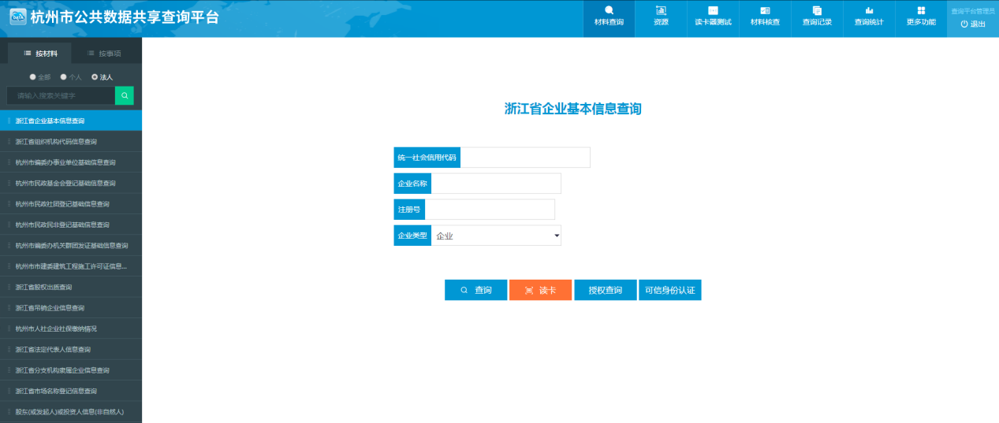 杭州市公共数据共享查询平台
材料查询
资源
读卡器测试
材料核查
查询记录
查询统计
更多功能
查询平台管理员
退出
按材料
按事项
全部
个人
法人
请输入搜索关键字
浙江省企业基本信息查询
浙江省组织机构代码信息查询
杭州市编委办事业单位基础信息查询
杭州市民政基金会登记基础信息查询
杭州市民政社团登记基础信息查询
杭州市民政民非登记基础信息查询
杭州市编委办机关群团发证基础信息查询
杭州市市建委建筑工程施工许可证信息...
浙江省股权出质查询
浙江省吊销企业信息查询
杭州市人社企业社保缴纳情况
浙江省法定代表人信息查询
浙江省分支机构隶属企业信息查询
浙江省市场名称登记信息查询
股东(或发起人)或投资人信息(非自然人)
浙江省企业基本信息查询
统一社会信用代码
企业名称
注册号
企业类型 企业
查询
读卡
授权查询
可信身份认证